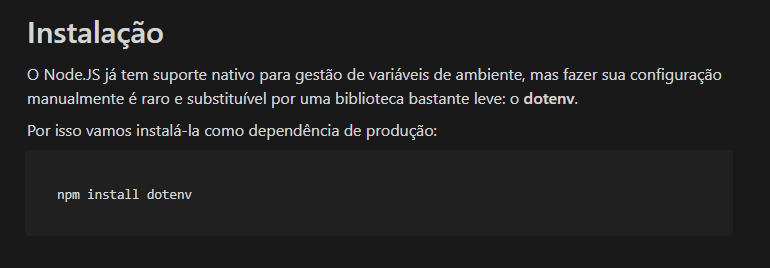 Instalação
O Node.JS já tem suporte nativo para gestão de variáveis de ambiente, mas fazer sua configuração
manualmente é raro e substituível por uma biblioteca bastante leve: o dotenv.
Por isso vamos instalá-la como dependência de produção:
npm install dotenv